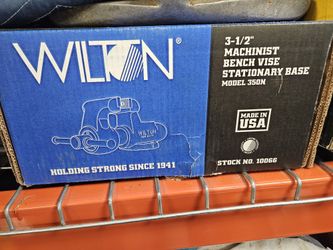 WILTON®
3-1/2"
MACHINIST
BENCH VISE
STATIONARY BASE
MODEL 350N
WILTON
MADE IN
USA
HOLDING STRONG SINCE 1941
STOCK NO. 10066